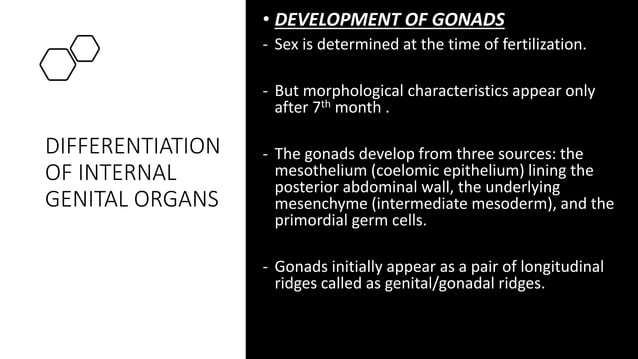 DIFFERENTIATION
OF INTERNAL
GENITAL ORGANS
• DEVELOPMENT OF GONADS
- Sex is determined at the time of fertilization.
- But morphological characteristics appear only
after 7th month .
- The gonads develop from three sources: the
mesothelium (coelomic epithelium) lining the
posterior abdominal wall, the underlying
mesenchyme (intermediate mesoderm), and the
primordial germ cells.
- Gonads initially appear as a pair of longitudinal
ridges called as genital/gonadal ridges.